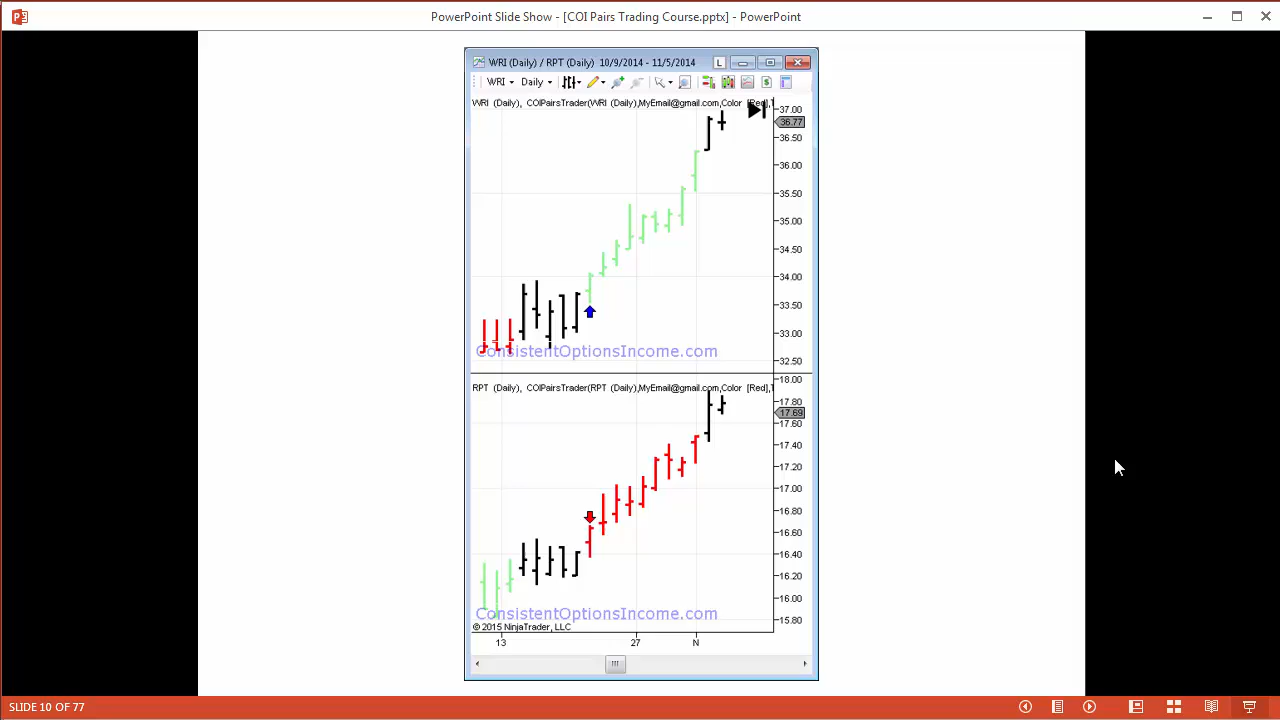 PowerPoint Slide Show - [COI Pairs Trading Course.pptx] - PowerPoint
WRI (Daily) / RPT (Daily) 10/9/2014 - 11/5/2014
L
WRI Daily
WRI (Daily), COIPairsTrader(WRI (Daily),MyEmail@gmail.com,Color [Red],T
37.00
36.77
36.50
36.00
35.50
35.00
34.50
34.00
33.50
33.00
32.50
ConsistentOptionsIncome.com
RPT (Daily), COIPairsTrader(RPT (Daily),MyEmail@gmail.com,Color [Red],T
18.00
17.80
17.69
17.60
17.40
17.20
17.00
16.80
16.60
16.40
16.20
16.00
15.80
ConsistentOptionsIncome.com
© 2015 NinjaTrader, LLC
13 27 N
SLIDE 10 OF 77